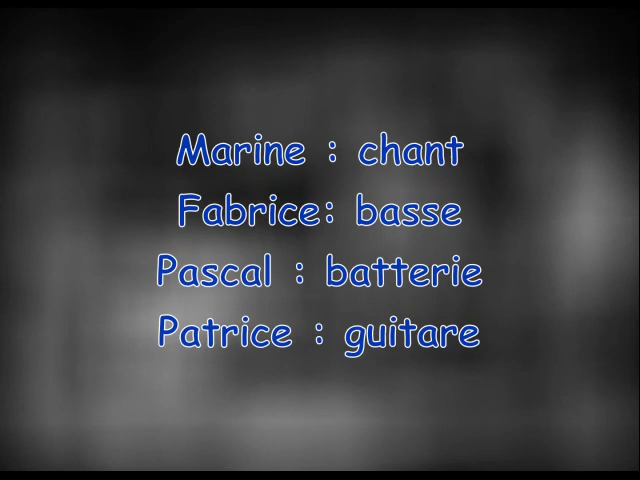 Marine : chant
Fabrice: basse
Pascal : batterie
Patrice : guitare